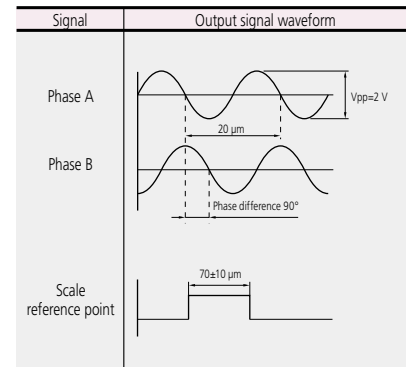 Signal Output signal waveform
Phase A
Vpp=2 V
20 µm
Phase B
Phase difference 90°
70±10 µm
Scale
reference point